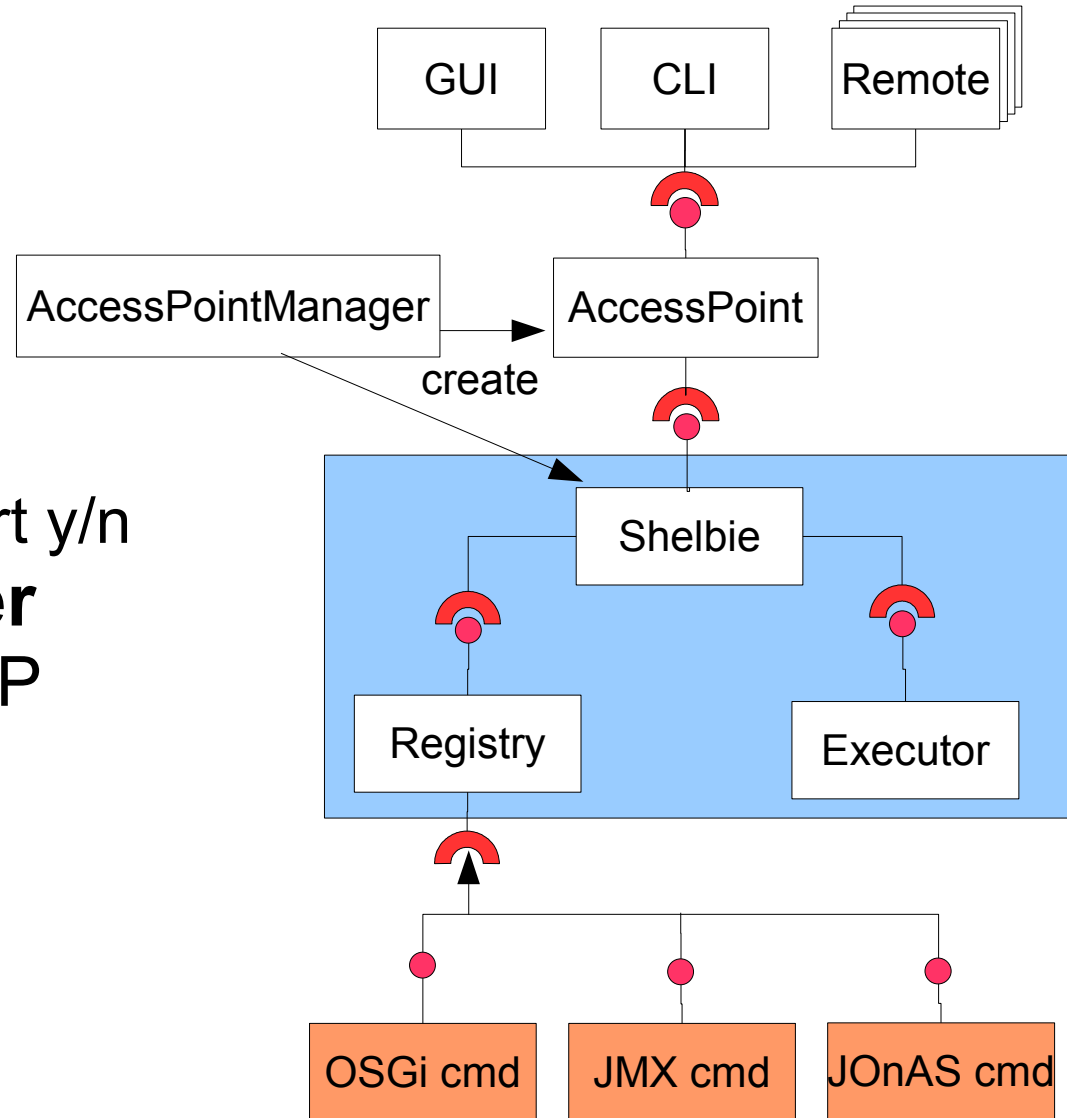 GUI
CLI
Remote
AccessPointManager
AccessPoint
create
rt y/n
er
P
Shelbie
Registry
Executor
OSGi cmd
JMX cmd
JOnAS cmd